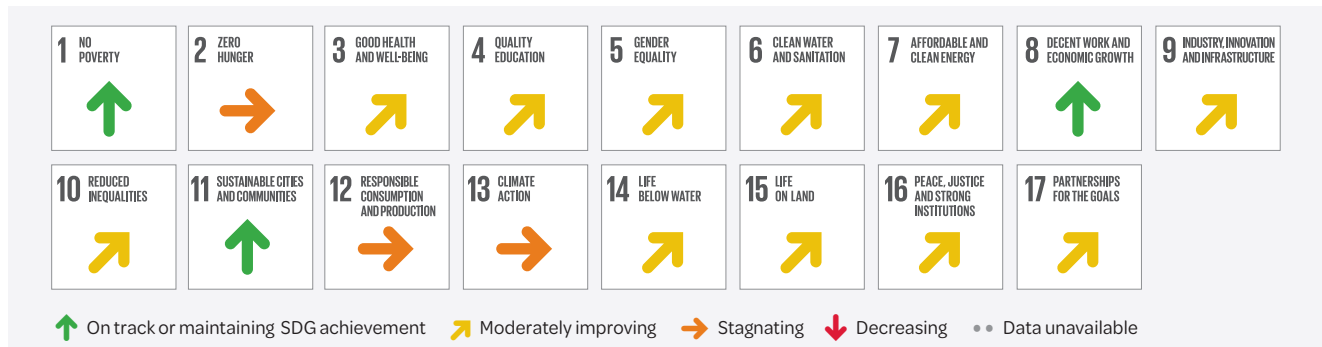 1 NO
POVERTY
2 ZERO
HUNGER
3 GOOD HEALTH
AND WELL-BEING
4 QUALITY
EDUCATION
5 GENDER
EQUALITY
6 CLEAN WATER
AND SANITATION
7 AFFORDABLE AND
CLEAN ENERGY
8 DECENT WORK AND
ECONOMIC GROWTH
9 INDUSTRY, INNOVATION
AND INFRASTRUCTURE
10 REDUCED
INEQUALITIES
11 SUSTAINABLE CITIES
AND COMMUNITIES
12 RESPONSIBLE
CONSUMPTION
AND PRODUCTION
13 CLIMATE
ACTION
14 LIFE
BELOW WATER
15 LIFE
ON LAND
16 PEACE, JUSTICE
AND STRONG
INSTITUTIONS
17 PARTNERSHIPS
FOR THE GOALS
On track or maintaining SDG achievement Moderately improving Stagnating Decreasing Data unavailable